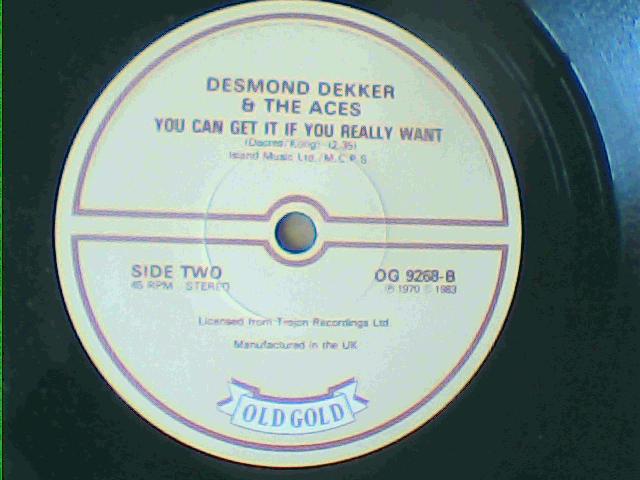 DESMOND DEKKER
& THE ACES
YOU CAN GET IT IF YOU REALLY WANT
(Dacres/Kong) (2.35)
Island Music Ltd./M.C.P.S
SIDE TWO OG 9268-B
45 RPM STEREO ℗ 1970 © 1983
Licensed from Trojan Recordings Ltd
Manufactured in the UK
OLD GOLD